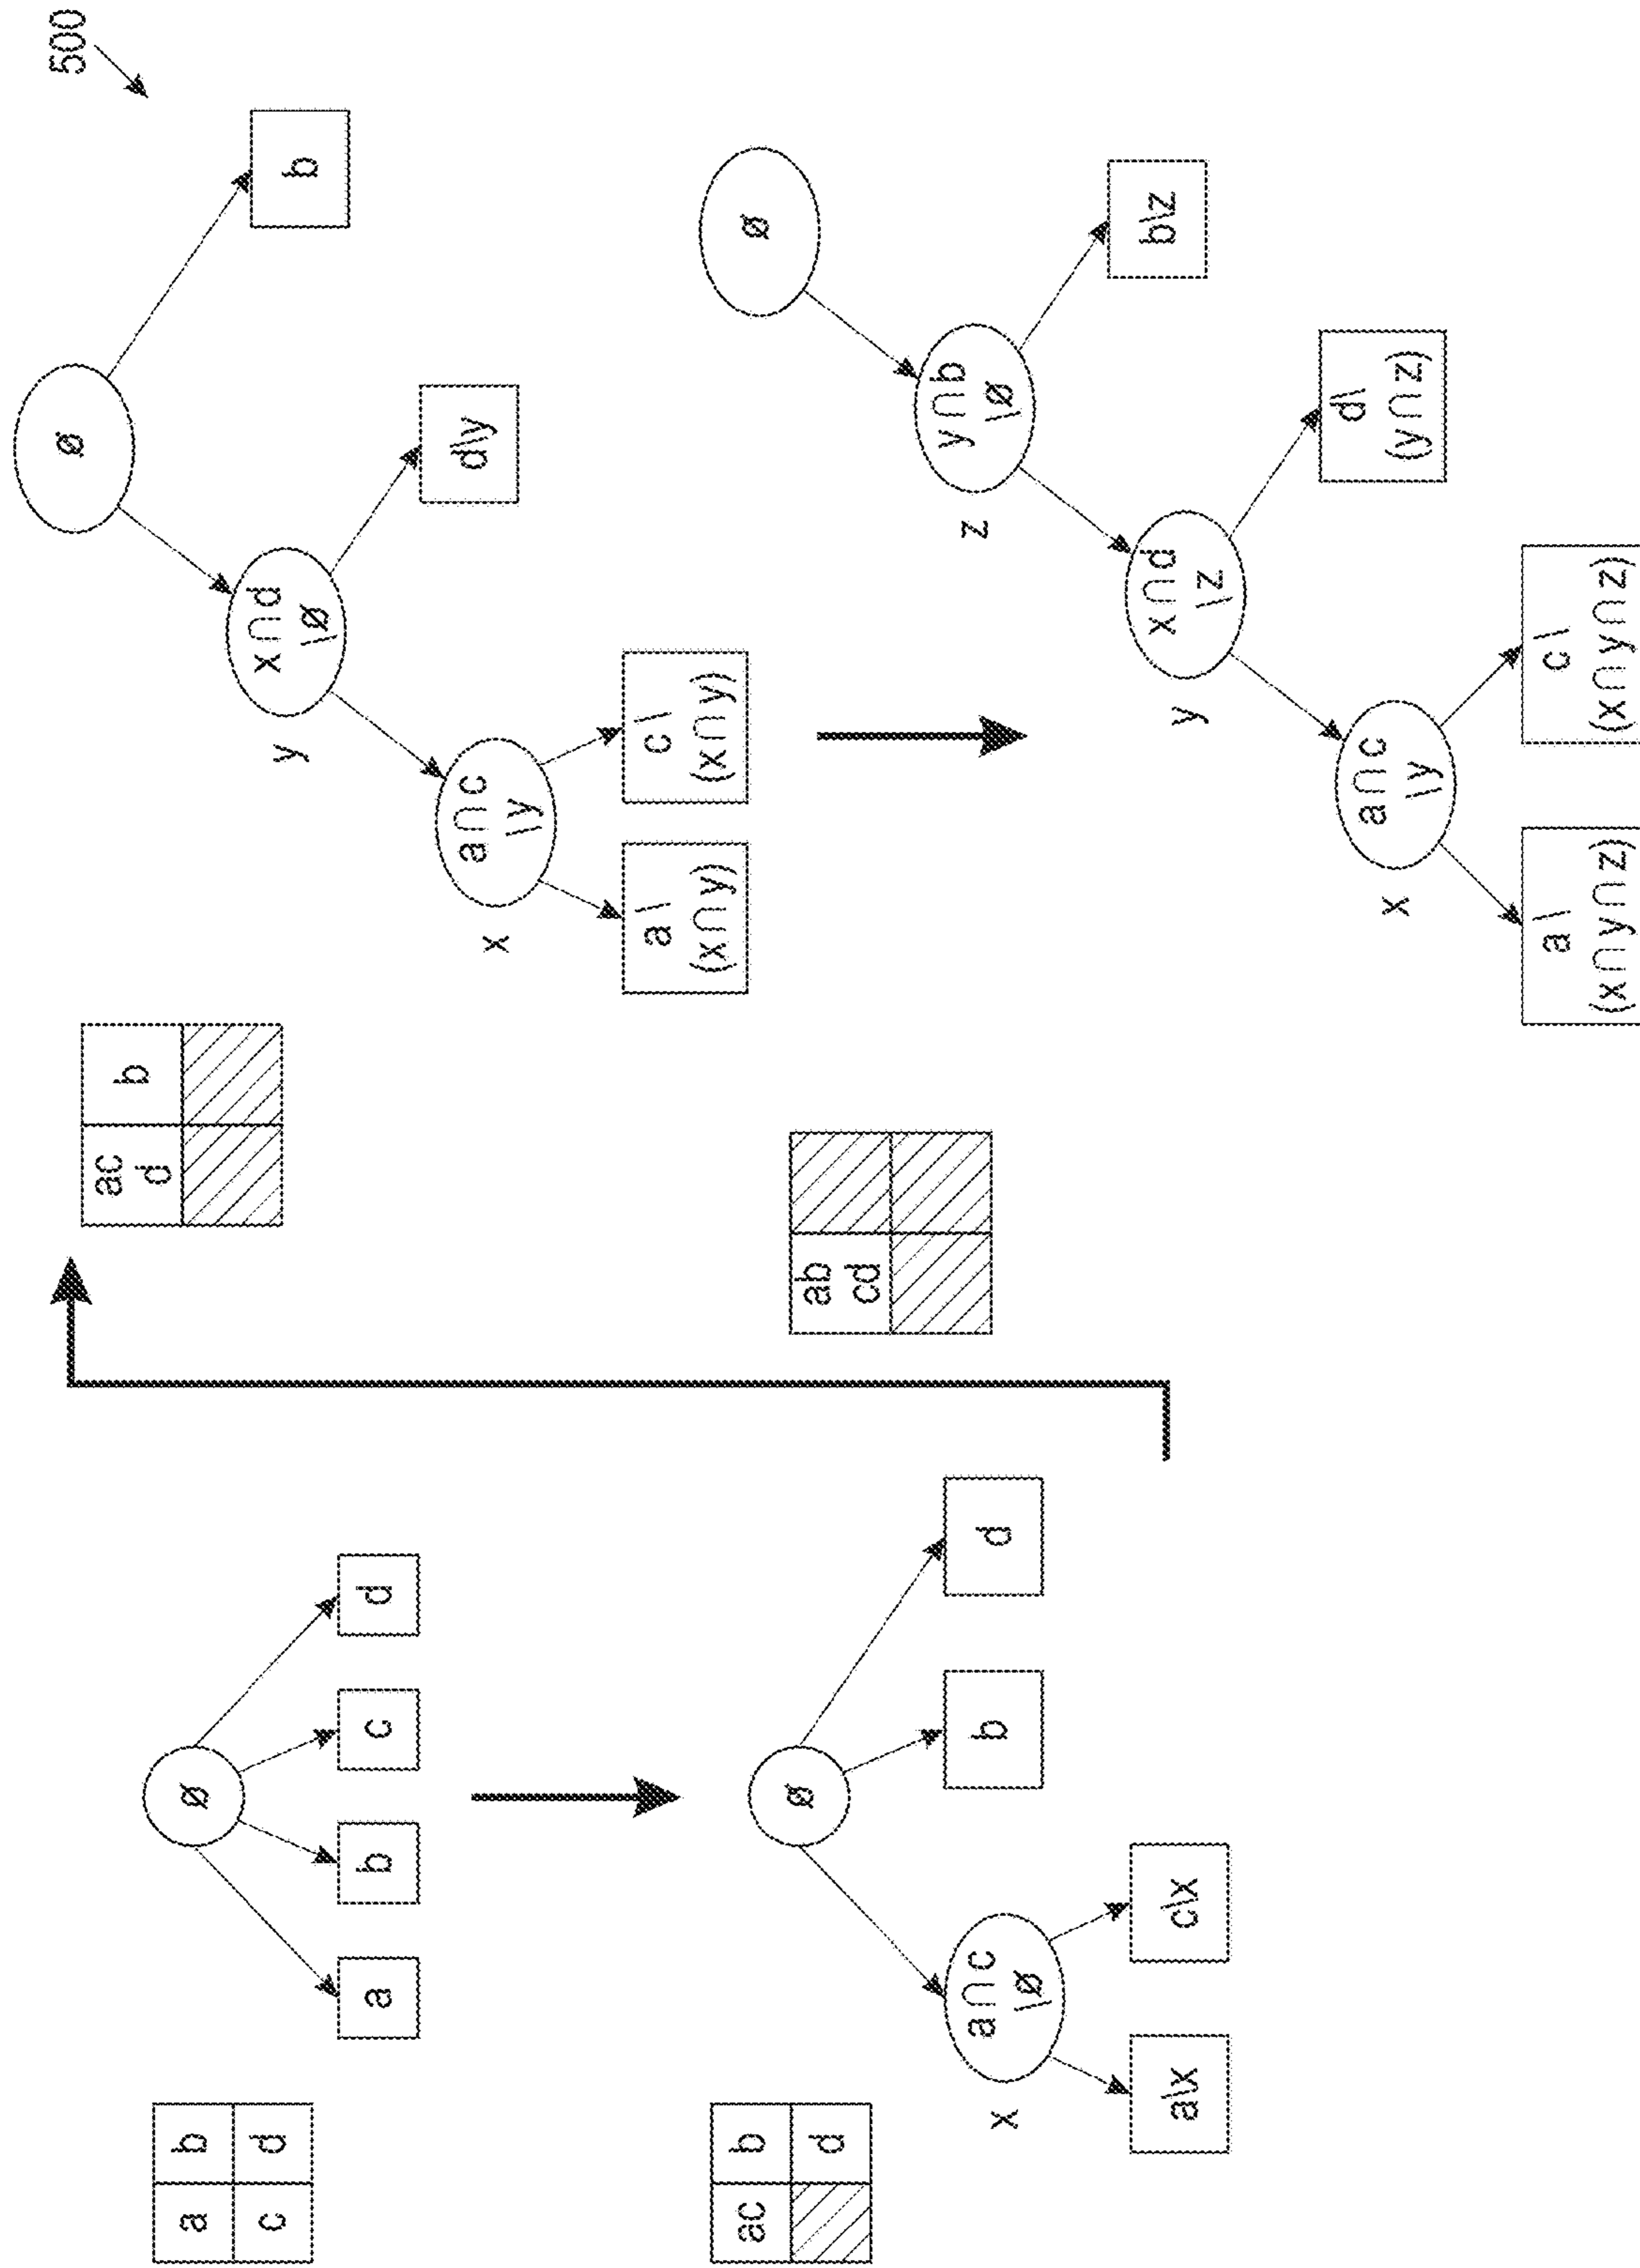 500
a b
c d
ø
a b c d
ac b
d
ø
x
a∩c
\ø
b d
a\x c\x
ac b
d
ø
y
x∩d
\ø
b
x
a∩c
\y
d\y
a \
(x∩y)
c \
(x∩y)
ab
cd
ø
z
y∩b
\ø
y
x∩d
\z
b\z
x
a∩c
\y
d\
(y∩z)
a \
(x∩y∩z)
c \
(x∩y∩z)